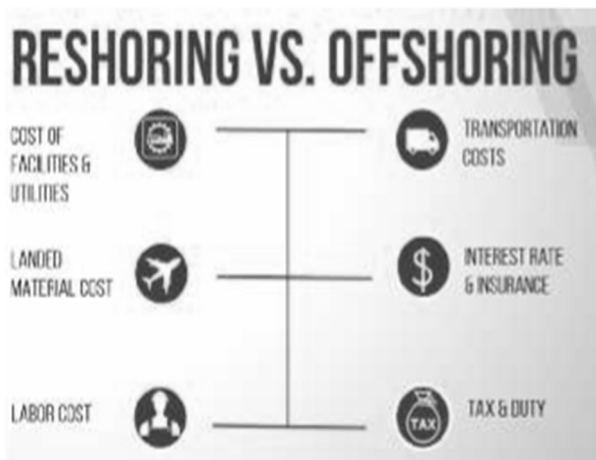 RESHORING VS. OFFSHORING
COST OF
FACILITIES &
UTILITIES
TRANSPORTATION
COSTS
LANDED
MATERIAL COST
INTEREST RATE
& INSURANCE
LABOR COST
TAX
TAX & DUTY